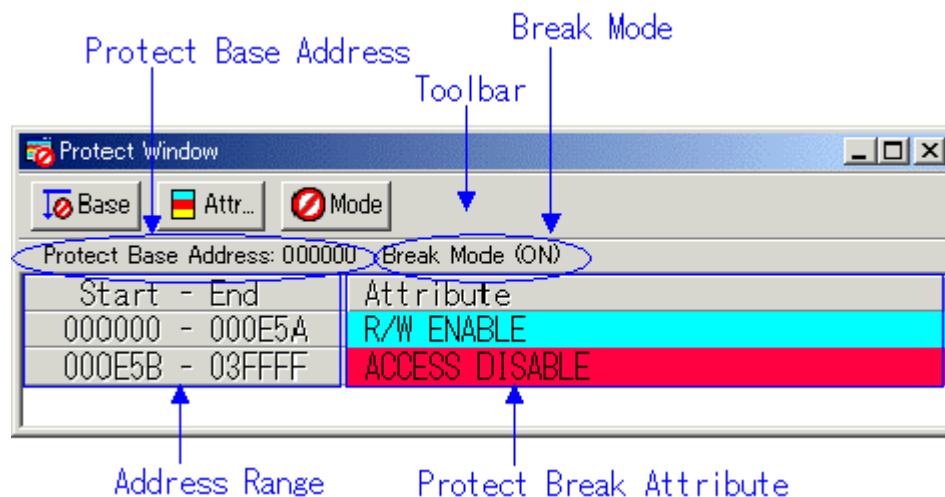 Break Mode
Protect Base Address
Toolbar
Protect Window
Base Attr... Mode
Protect Base Address: 000000 Break Mode (ON)
Start - End Attribute
000000 - 000E5A R/W ENABLE
000E5B - 03FFFF ACCESS DISABLE
Address Range Protect Break Attribute